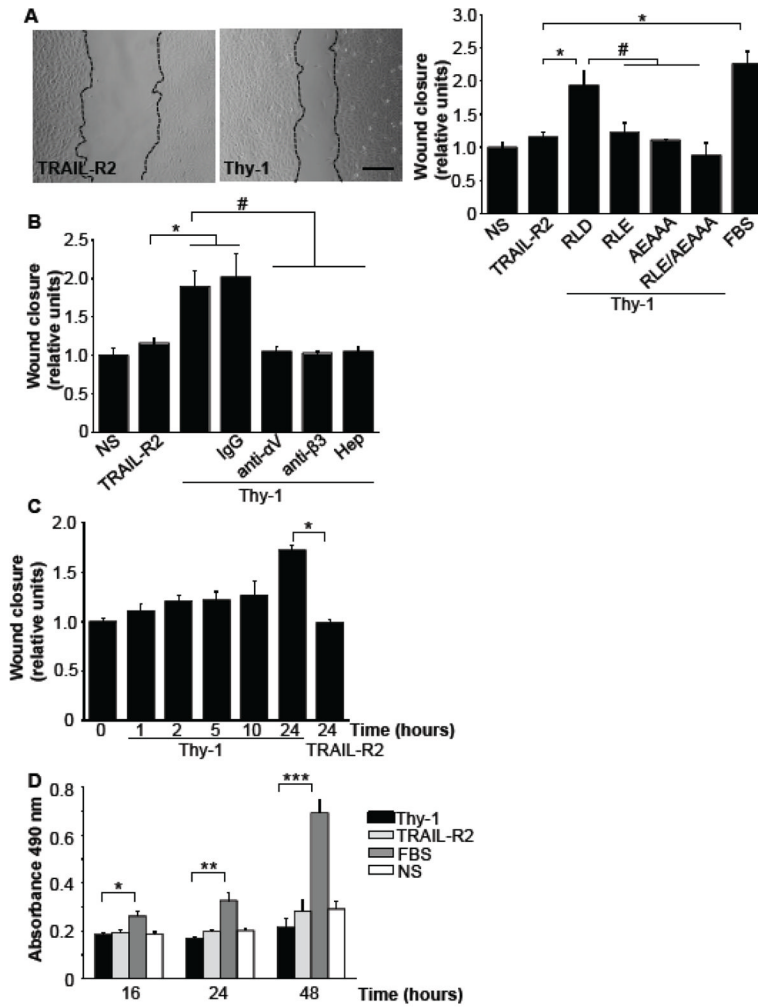 A
TRAIL-R2
Thy-1
Wound closure
(relative units)
3.0
2.5
2.0
1.5
1.0
0.5
0
*
*
#
NS
TRAIL-R2
RLD
RLE
AEAAA
RLE/AEAAA
FBS
Thy-1
B
Wound closure
(relative units)
2.5
2.0
1.5
1.0
0.5
0
*
#
NS
TRAIL-R2
IgG
anti-αV
anti-β3
Hep
Thy-1
C
Wound closure
(relative units)
2.0
1.5
1.0
0.5
0
*
0 1 2 5 10 24 24 Time (hours)
Thy-1 TRAIL-R2
D
Absorbance 490 nm
0.8
0.6
0.4
0.2
0
*
**
***
Thy-1
TRAIL-R2
FBS
NS
16 24 48 Time (hours)